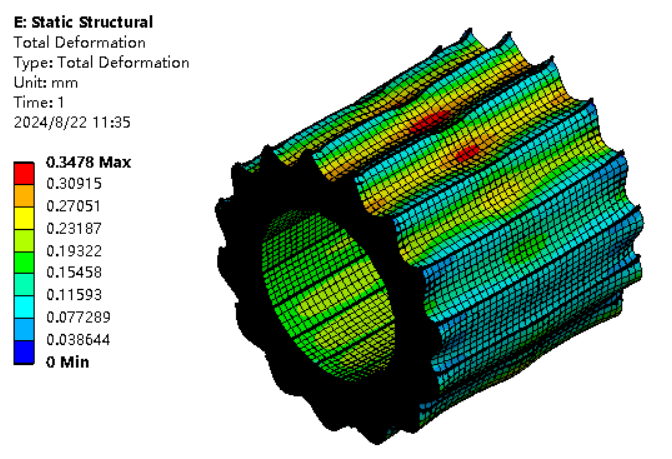 E: Static Structural
Total Deformation
Type: Total Deformation
Unit: mm
Time: 1
2024/8/22 11:35
0.3478 Max
0.30915
0.27051
0.23187
0.19322
0.15458
0.11593
0.077289
0.038644
0 Min